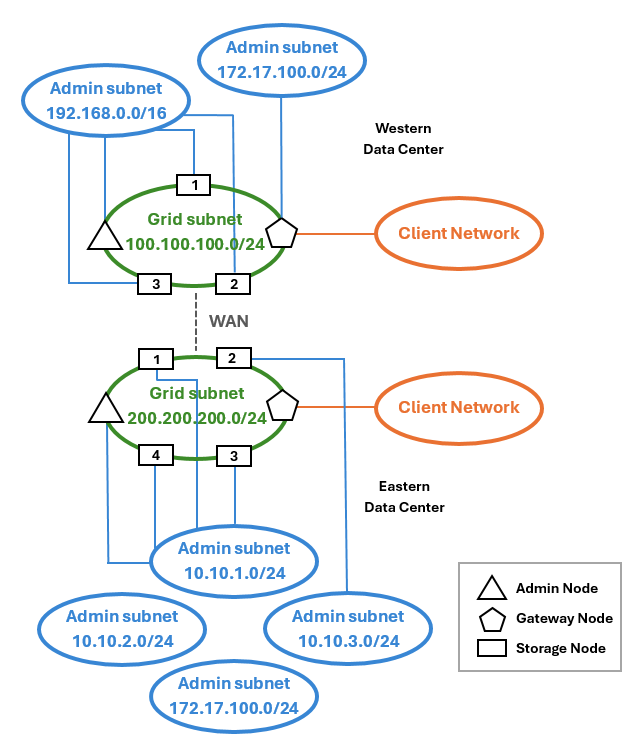 Admin subnet
172.17.100.0/24
Admin subnet
192.168.0.0/16
Western
Data Center
1
Grid subnet
100.100.100.0/24
Client Network
3
2
WAN
1
2
Grid subnet
200.200.200.0/24
Client Network
4
3
Eastern
Data Center
Admin subnet
10.10.1.0/24
Admin subnet
10.10.2.0/24
Admin subnet
10.10.3.0/24
Admin subnet
172.17.100.0/24
Admin Node
Gateway Node
Storage Node